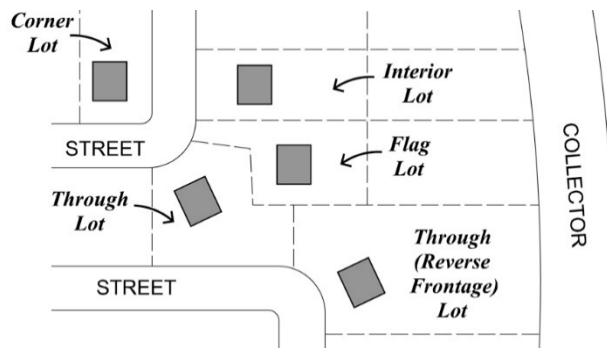 Corner
Lot
Interior
Lot
STREET
Flag
Lot
COLLECTOR
Through
Lot
Through
(Reverse
Frontage)
Lot
STREET